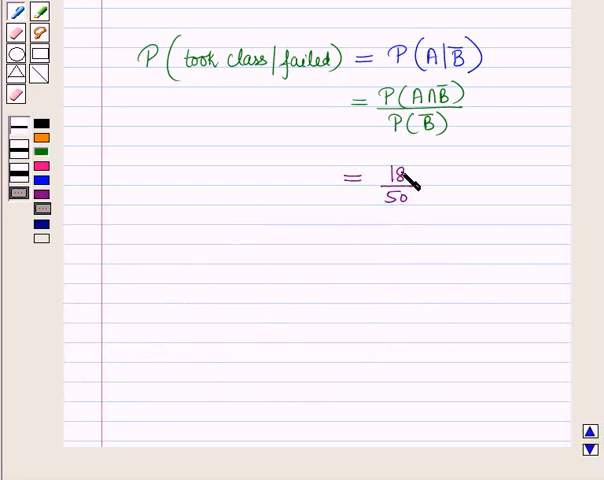 P(took class/failed) = P(A|B̅)
= P(A∩B̅)
P(B̅)
= 18
50